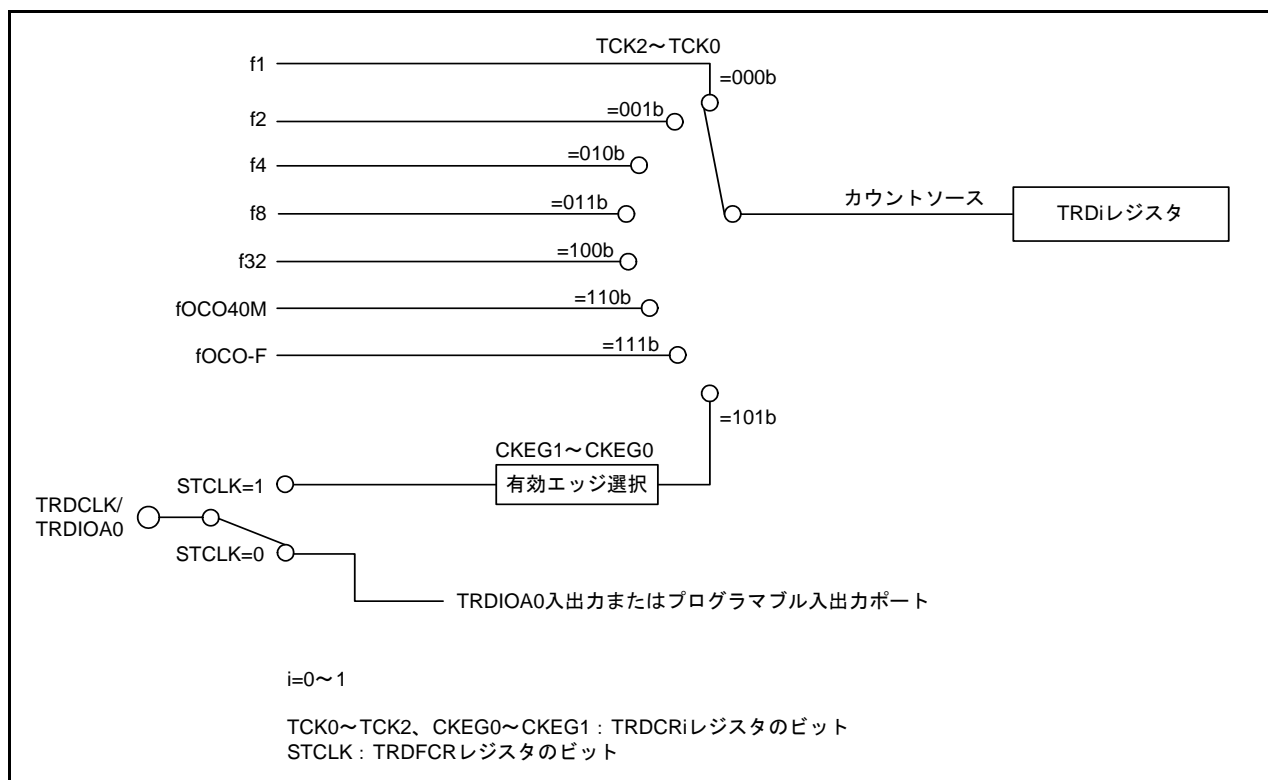 TCK2～TCK0
f1
=000b
f2
=001b
f4
=010b
f8
=011b
カウントソース
TRDiレジスタ
f32
=100b
fOCO40M
=110b
fOCO-F
=111b
=101b
CKEG1～CKEG0
有効エッジ選択
STCLK=1
TRDCLK/
TRDIOA0
STCLK=0
TRDIOA0入出力またはプログラマブル入出力ポート
i=0～1
TCK0～TCK2、CKEG0～CKEG1：TRDCRiレジスタのビット
STCLK：TRDFCRレジスタのビット